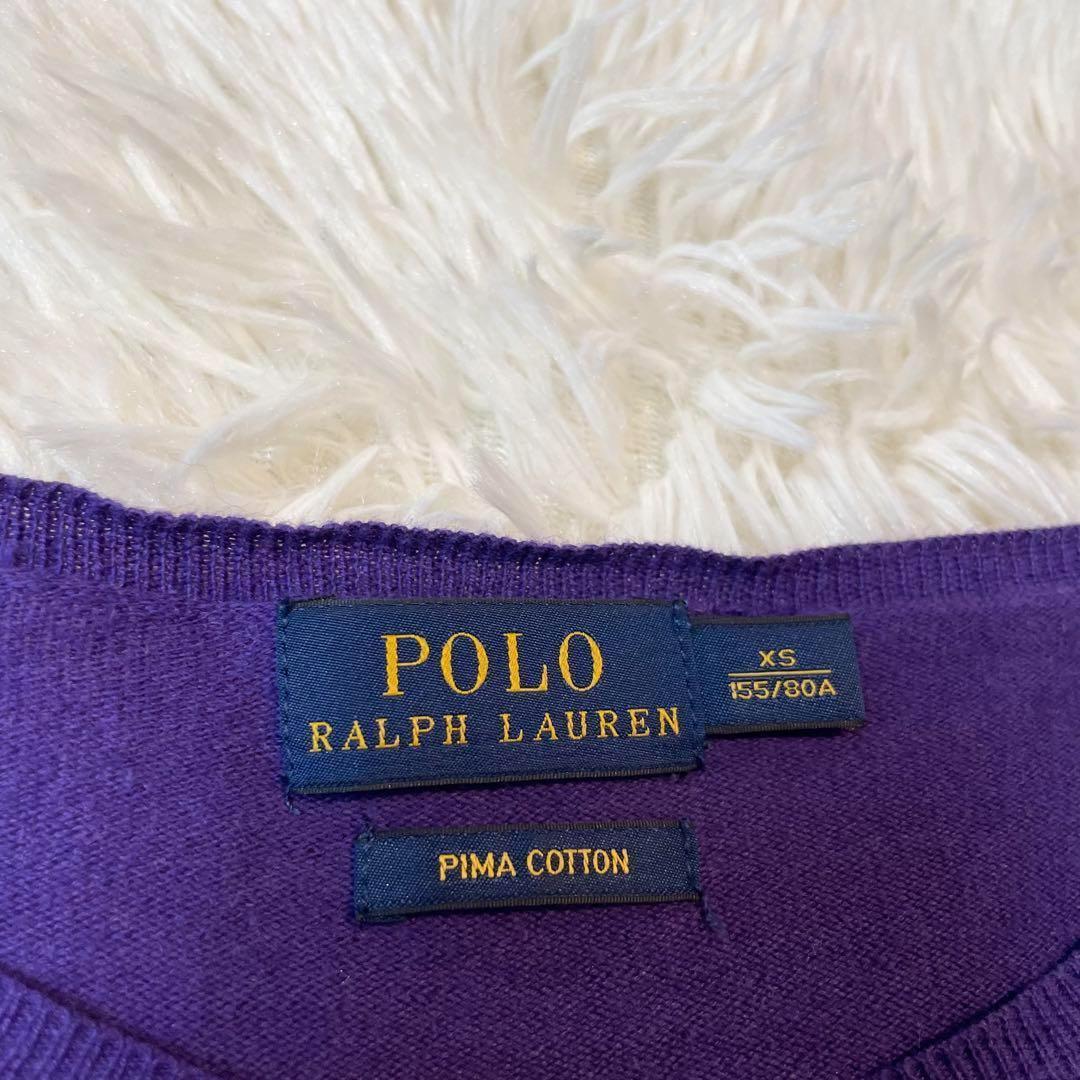 POLO
RALPH LAUREN
XS
155/80A
PIMA COTTON